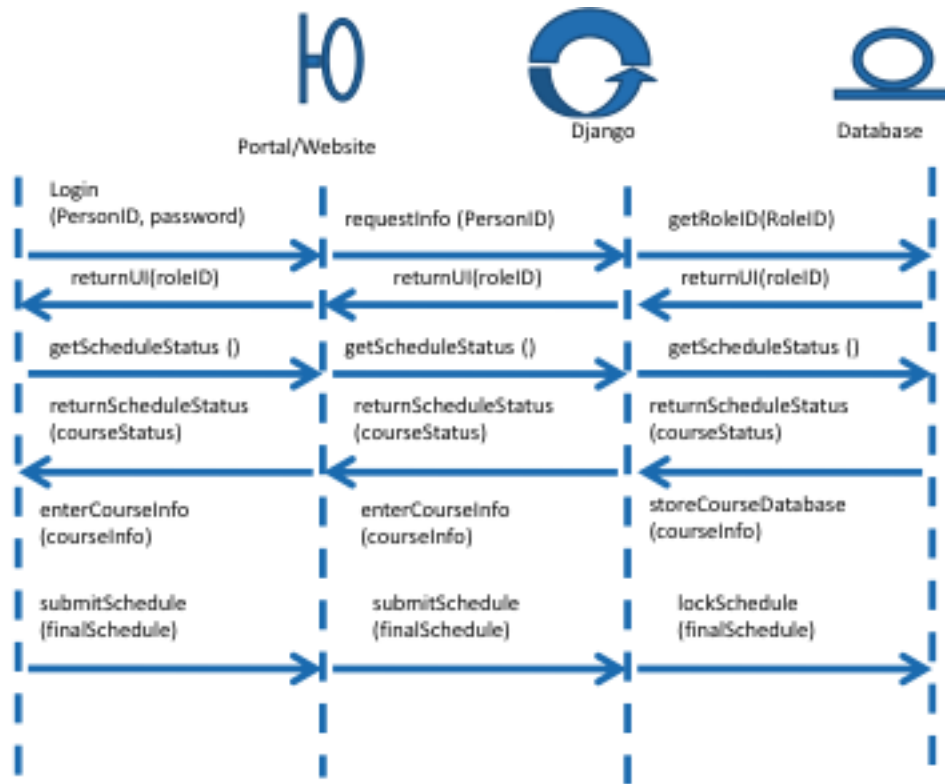 Portal/Website
Django
Database
Login
(PersonID, password)
requestInfo (PersonID)
getRoleID(RoleID)
returnUI(roleID)
returnUI(roleID)
returnUI(roleID)
getScheduleStatus ()
getScheduleStatus ()
getScheduleStatus ()
returnScheduleStatus
(courseStatus)
returnScheduleStatus
(courseStatus)
returnScheduleStatus
(courseStatus)
enterCourseInfo
(courseInfo)
enterCourseInfo
(courseInfo)
storeCourseDatabase
(courseInfo)
submitSchedule
(finalSchedule)
submitSchedule
(finalSchedule)
lockSchedule
(finalSchedule)